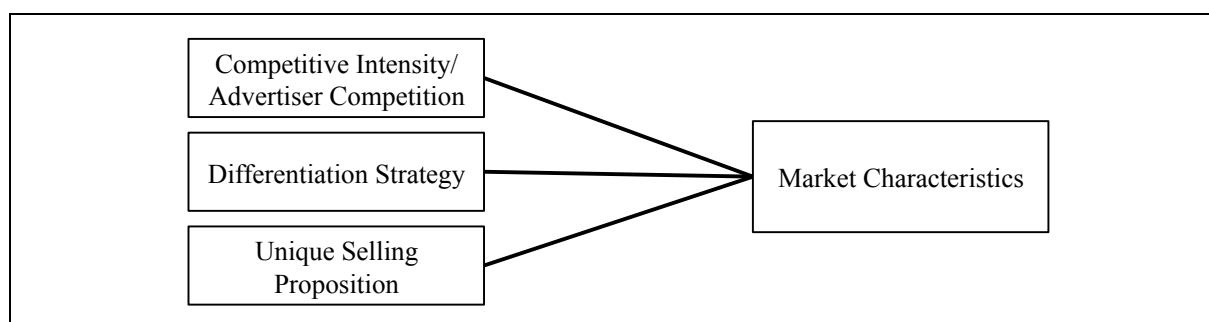 Competitive Intensity/
Advertiser Competition
Differentiation Strategy
Market Characteristics
Unique Selling
Proposition